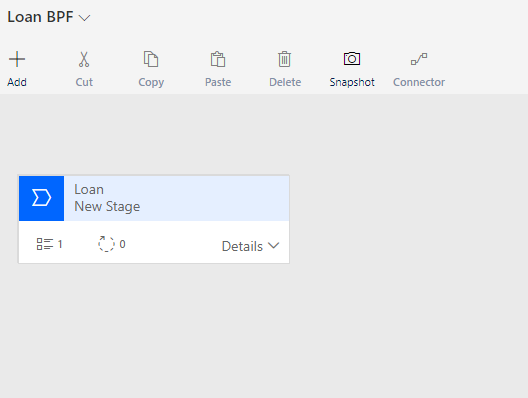 Loan BPF
Add Cut Copy Paste Delete Snapshot Connector
Loan
New Stage
1 0 Details